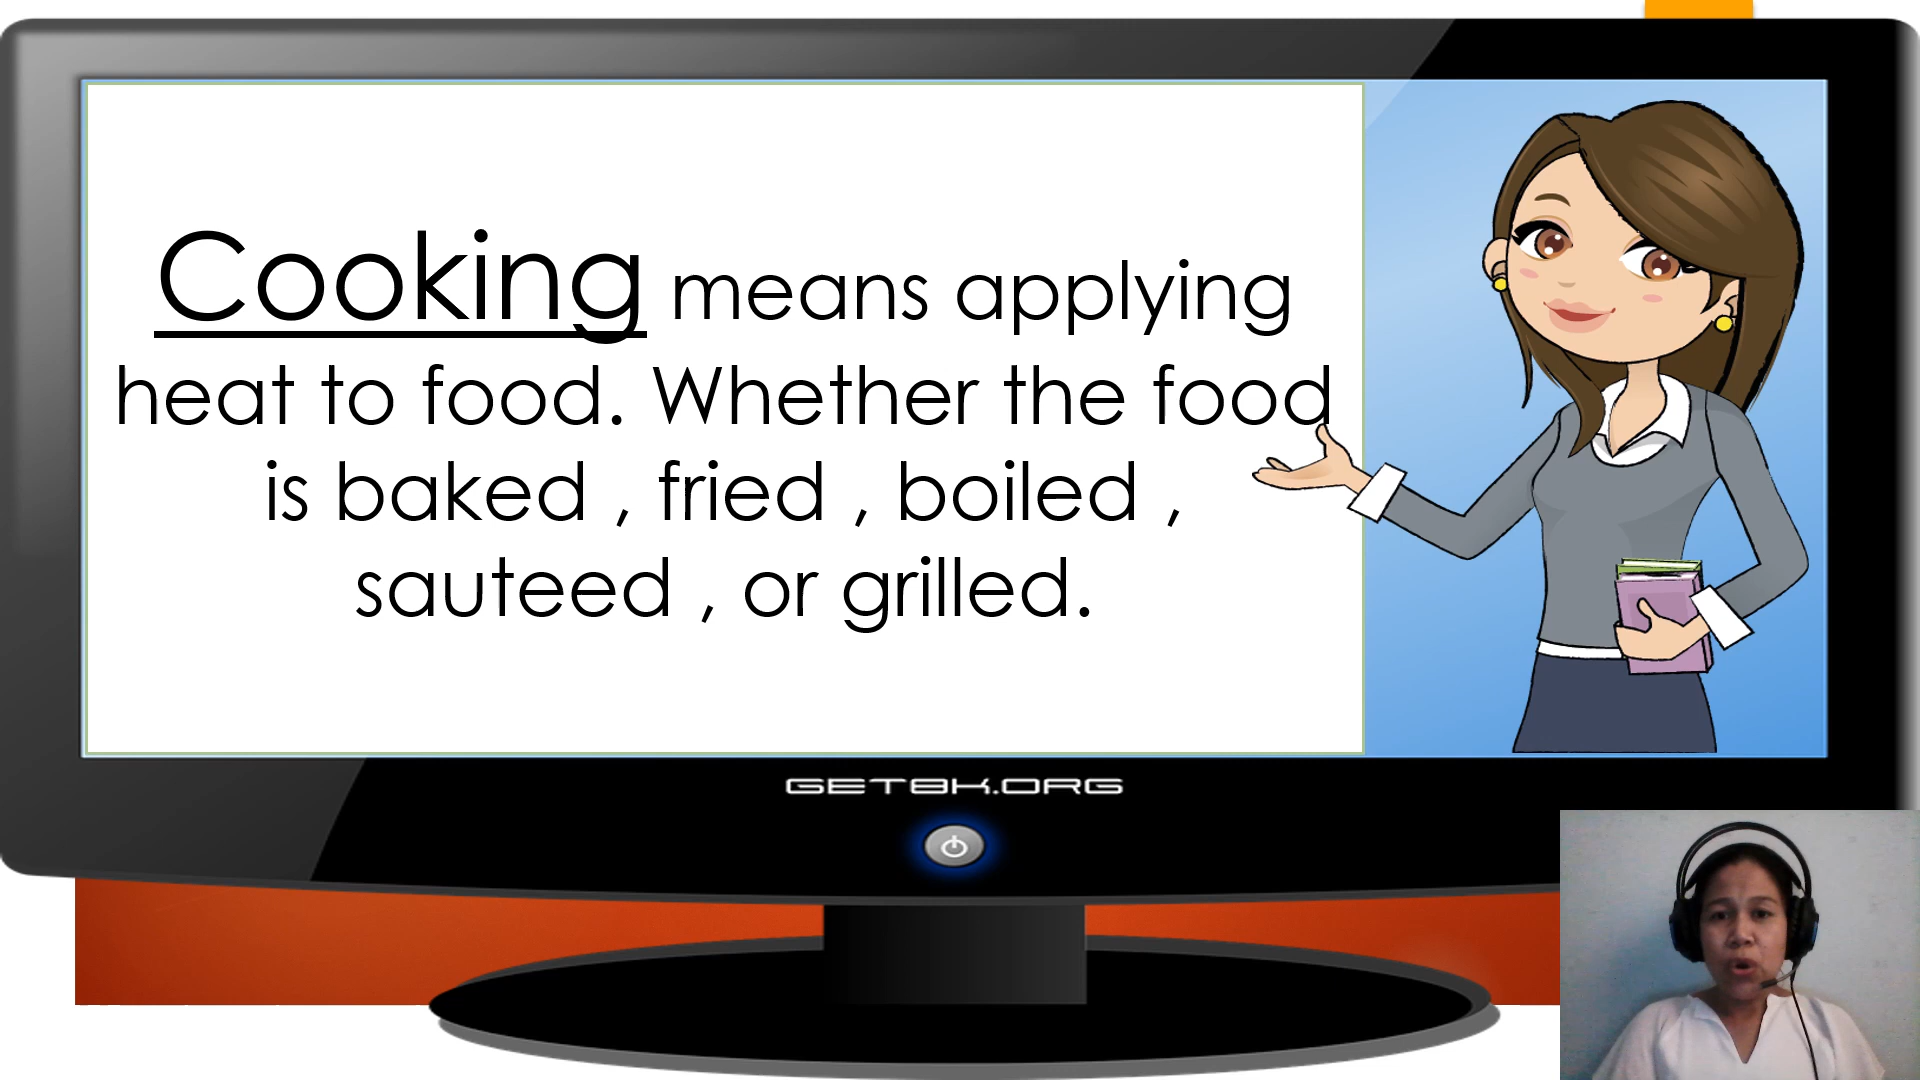 Cooking means applying
heat to food. Whether the food
is baked , fried , boiled ,
sauteed , or grilled.
GET8K.ORG